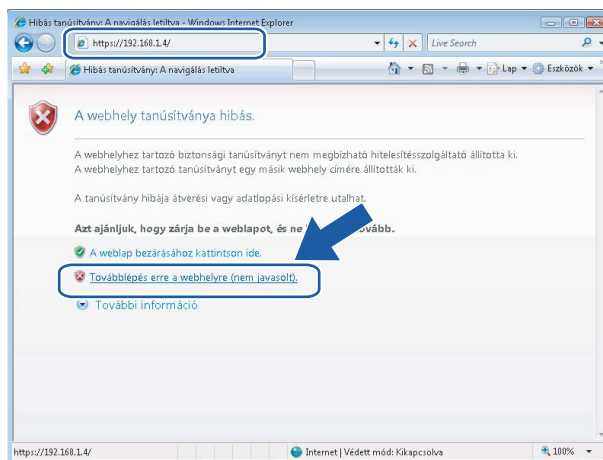 Hibás tanúsítvány: A navigálás letiltva - Windows Internet Explorer
https://192.168.1.4/
Live Search
Hibás tanúsítvány: A navigálás letiltva
Lap
Eszközök
A webhely tanúsítványa hibás.
A webhelyhez tartozó biztonsági tanúsítványt nem megbízható hitelesítésszolgáltató állította ki.
A webhelyhez tartozó tanúsítványt egy másik webhely címére állították ki.
A tanúsítvány hibája átverési vagy adatlopási kísérletre utalhat.
Azt ajánljuk, hogy zárja be a weblapot, és ne
A weblap bezárásához kattintson ide.
Továbblépés erre a webhelyre (nem javasolt).
További információ
https://192.168.1.4/
Internet | Védett mód: Kikapcsolva
100%